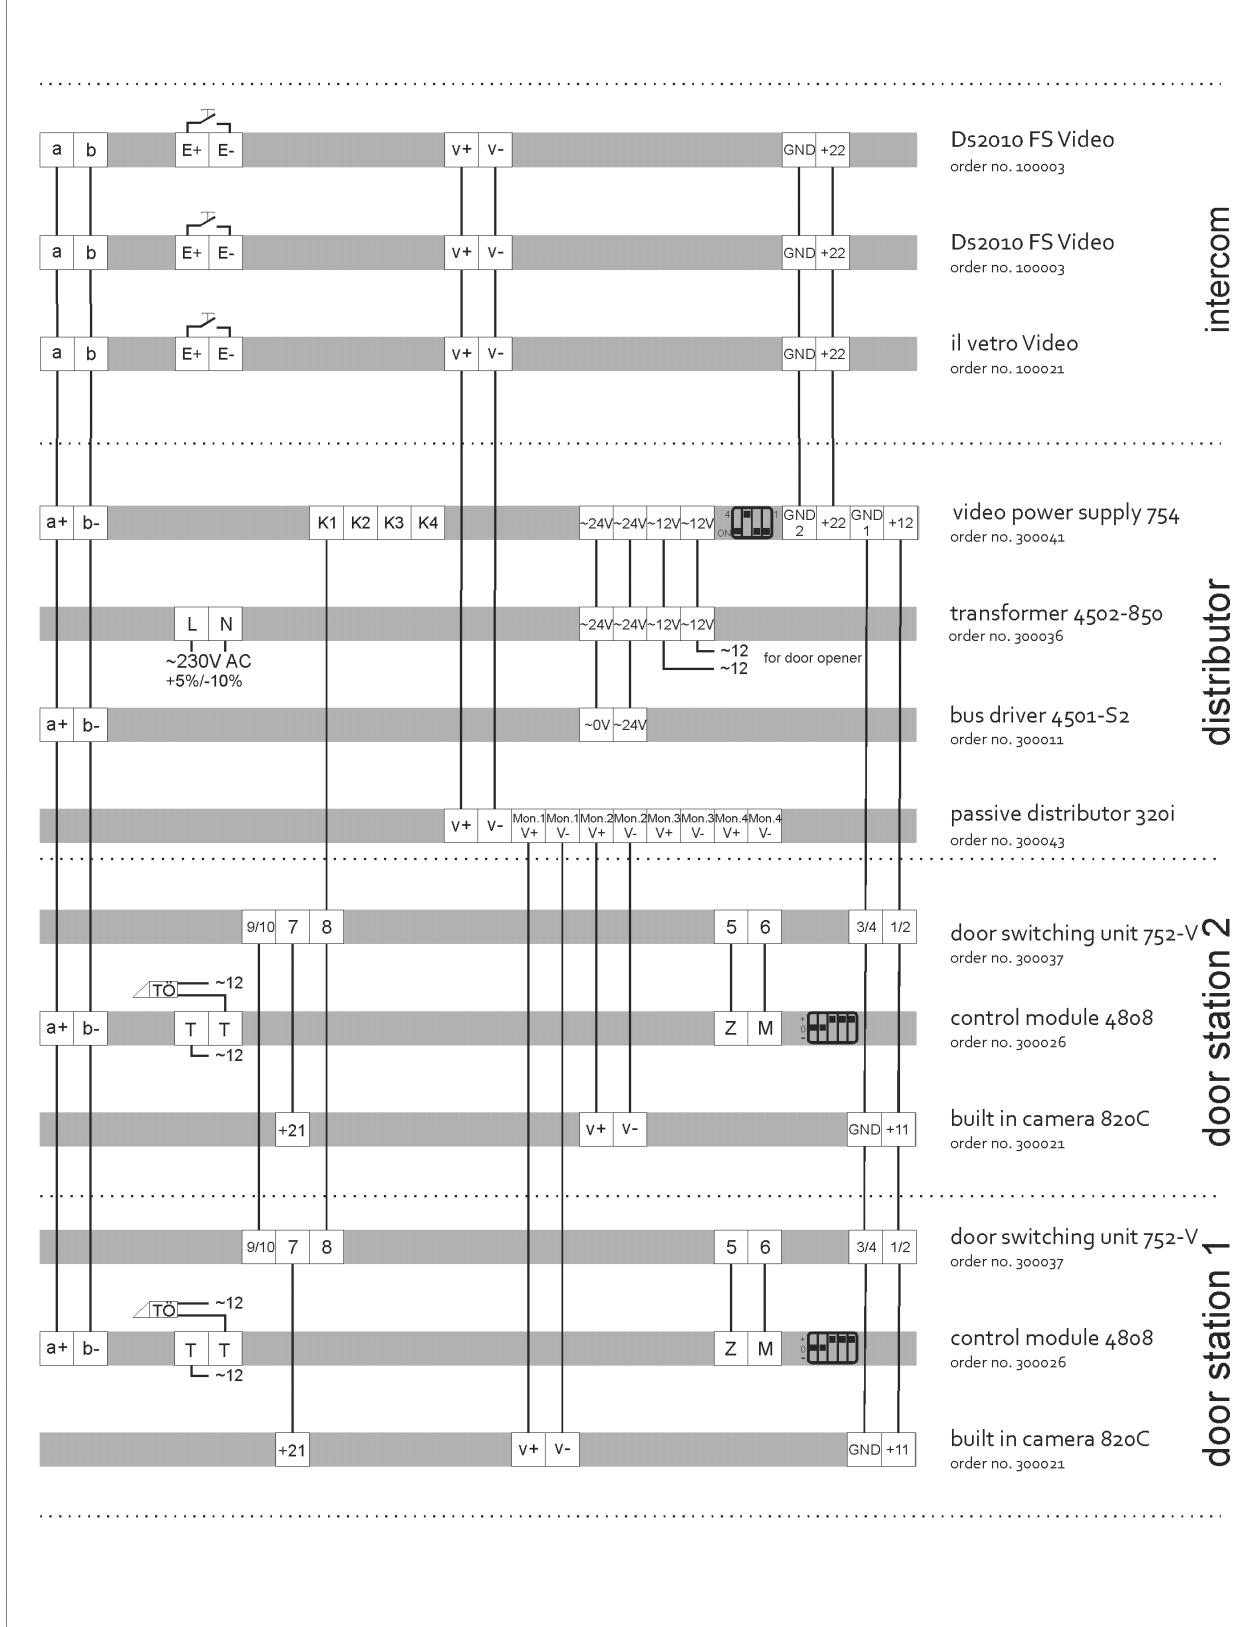 a b E+ E- v+ v- GND +22 Ds2010 FS Video
order no. 100003
a b E+ E- v+ v- GND +22 Ds2010 FS Video
order no. 100003
a b E+ E- v+ v- GND +22 il vetro Video
order no. 100021
intercom
a+ b- K1 K2 K3 K4 ~24V ~24V ~12V ~12V 4 1 ON GND 2 +22 GND 1 +12 video power supply 754
order no. 300041
L N ~24V ~24V ~12V ~12V transformer 4502-850
order no. 300036
~230V AC
+5%/-10%
~12
~12
for door opener
a+ b- ~0V ~24V bus driver 4501-S2
order no. 300011
v+ v- Mon.1 V+ Mon.1 V- Mon.2 V+ Mon.2 V- Mon.3 V+ Mon.3 V- Mon.4 V+ Mon.4 V- passive distributor 320i
order no. 300043
distributor
9/10 7 8 5 6 3/4 1/2 door switching unit 752-V
order no. 300037
TÖ ~12
a+ b- T T Z M + 0 - control module 4808
order no. 300026
~12
+21 v+ v- GND +11 built in camera 820C
order no. 300021
door station 2
9/10 7 8 5 6 3/4 1/2 door switching unit 752-V
order no. 300037
TÖ ~12
a+ b- T T Z M + 0 - control module 4808
order no. 300026
~12
+21 v+ v- GND +11 built in camera 820C
order no. 300021
door station 1